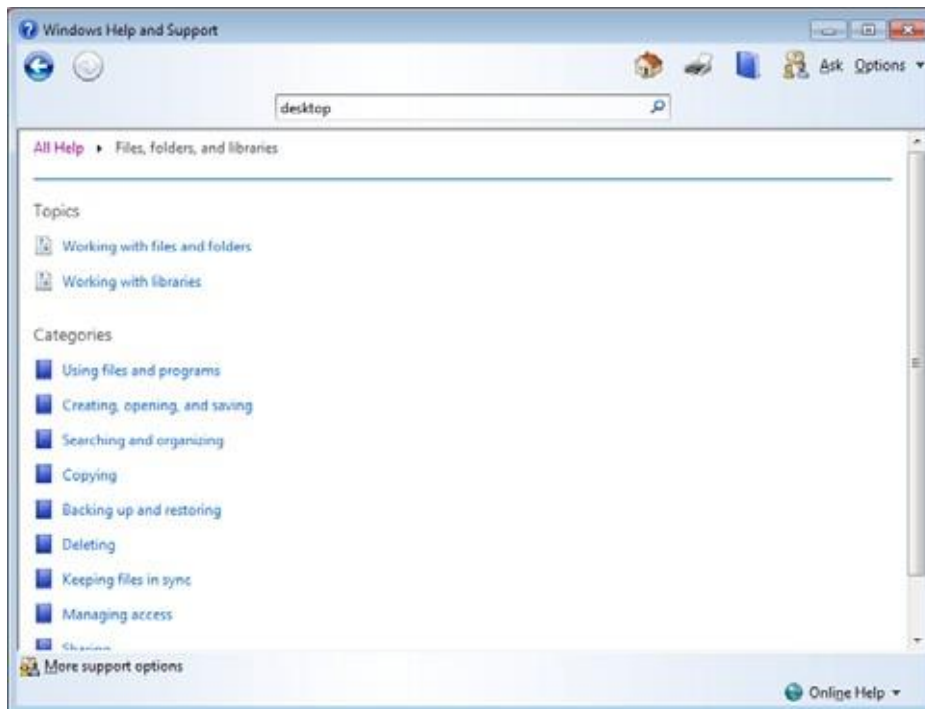 Windows Help and Support
Ask Options
desktop
All Help Files, folders, and libraries
Topics
Working with files and folders
Working with libraries
Categories
Using files and programs
Creating, opening, and saving
Searching and organizing
Copying
Backing up and restoring
Deleting
Keeping files in sync
Managing access
Sharing
More support options
Online Help